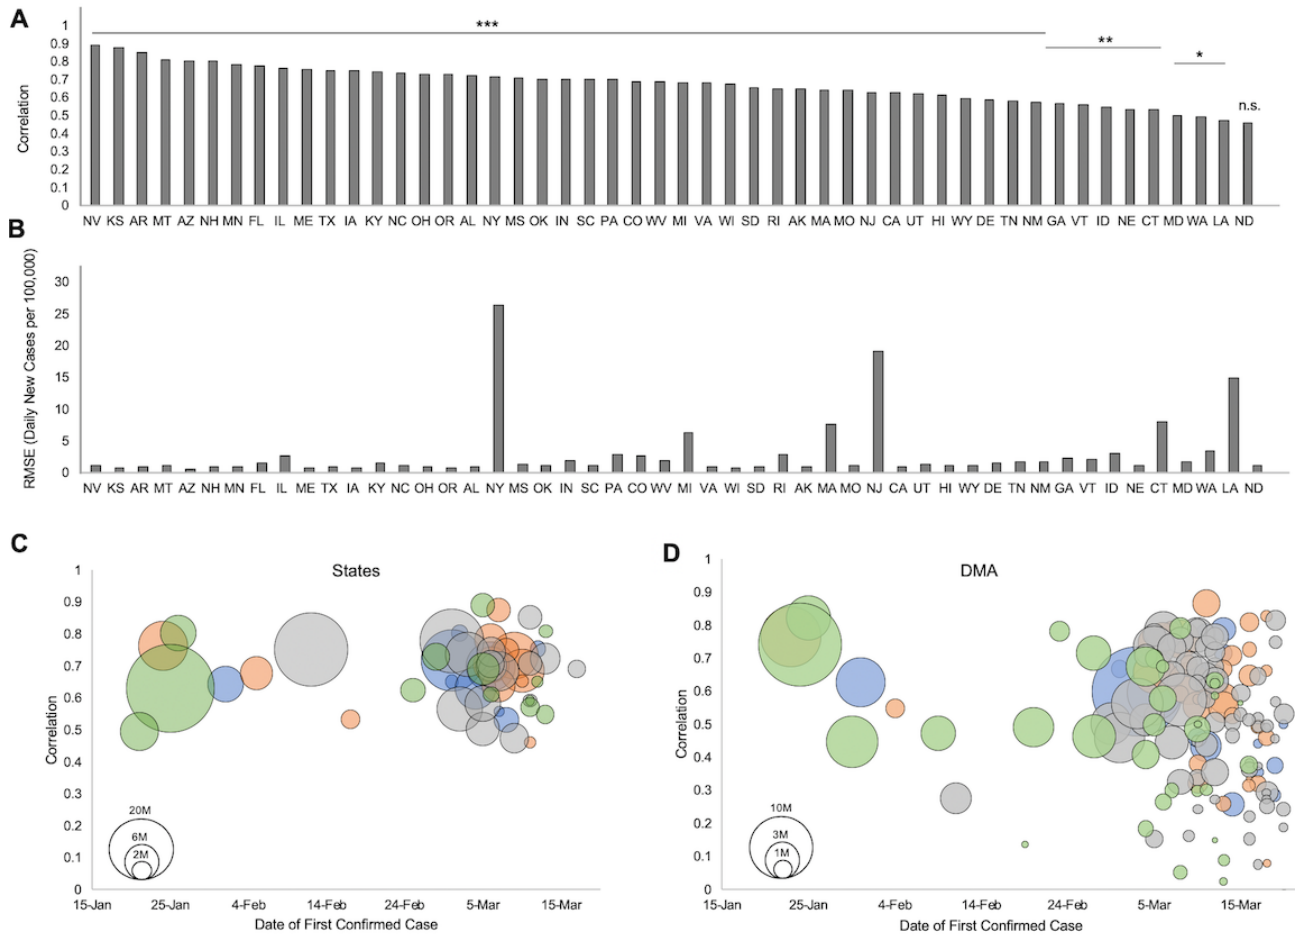 A
Correlation
1
0.9
0.8
0.7
0.6
0.5
0.4
0.3
0.2
0.1
0
***
**
*
n.s.
NV KS AR MT AZ NH MN FL IL ME TX IA KY NC OH OR AL NY MS OK IN SC PA CO WV MI VA WI SD RI AK MA MO NJ CA UT HI WY DE TN NM GA VT ID NE CT MD WA LA ND
B
RMSE (Daily New Cases per 100,000)
30
25
20
15
10
5
0
NV KS AR MT AZ NH MN FL IL ME TX IA KY NC OH OR AL NY MS OK IN SC PA CO WV MI VA WI SD RI AK MA MO NJ CA UT HI WY DE TN NM GA VT ID NE CT MD WA LA ND
C
States
Correlation
1
0.9
0.8
0.7
0.6
0.5
0.4
0.3
0.2
0.1
0
20M
6M
2M
15-Jan 25-Jan 4-Feb 14-Feb 24-Feb 5-Mar 15-Mar
Date of First Confirmed Case
D
DMA
Correlation
1
0.9
0.8
0.7
0.6
0.5
0.4
0.3
0.2
0.1
0
10M
3M
1M
15-Jan 25-Jan 4-Feb 14-Feb 24-Feb 5-Mar 15-Mar
Date of First Confirmed Case